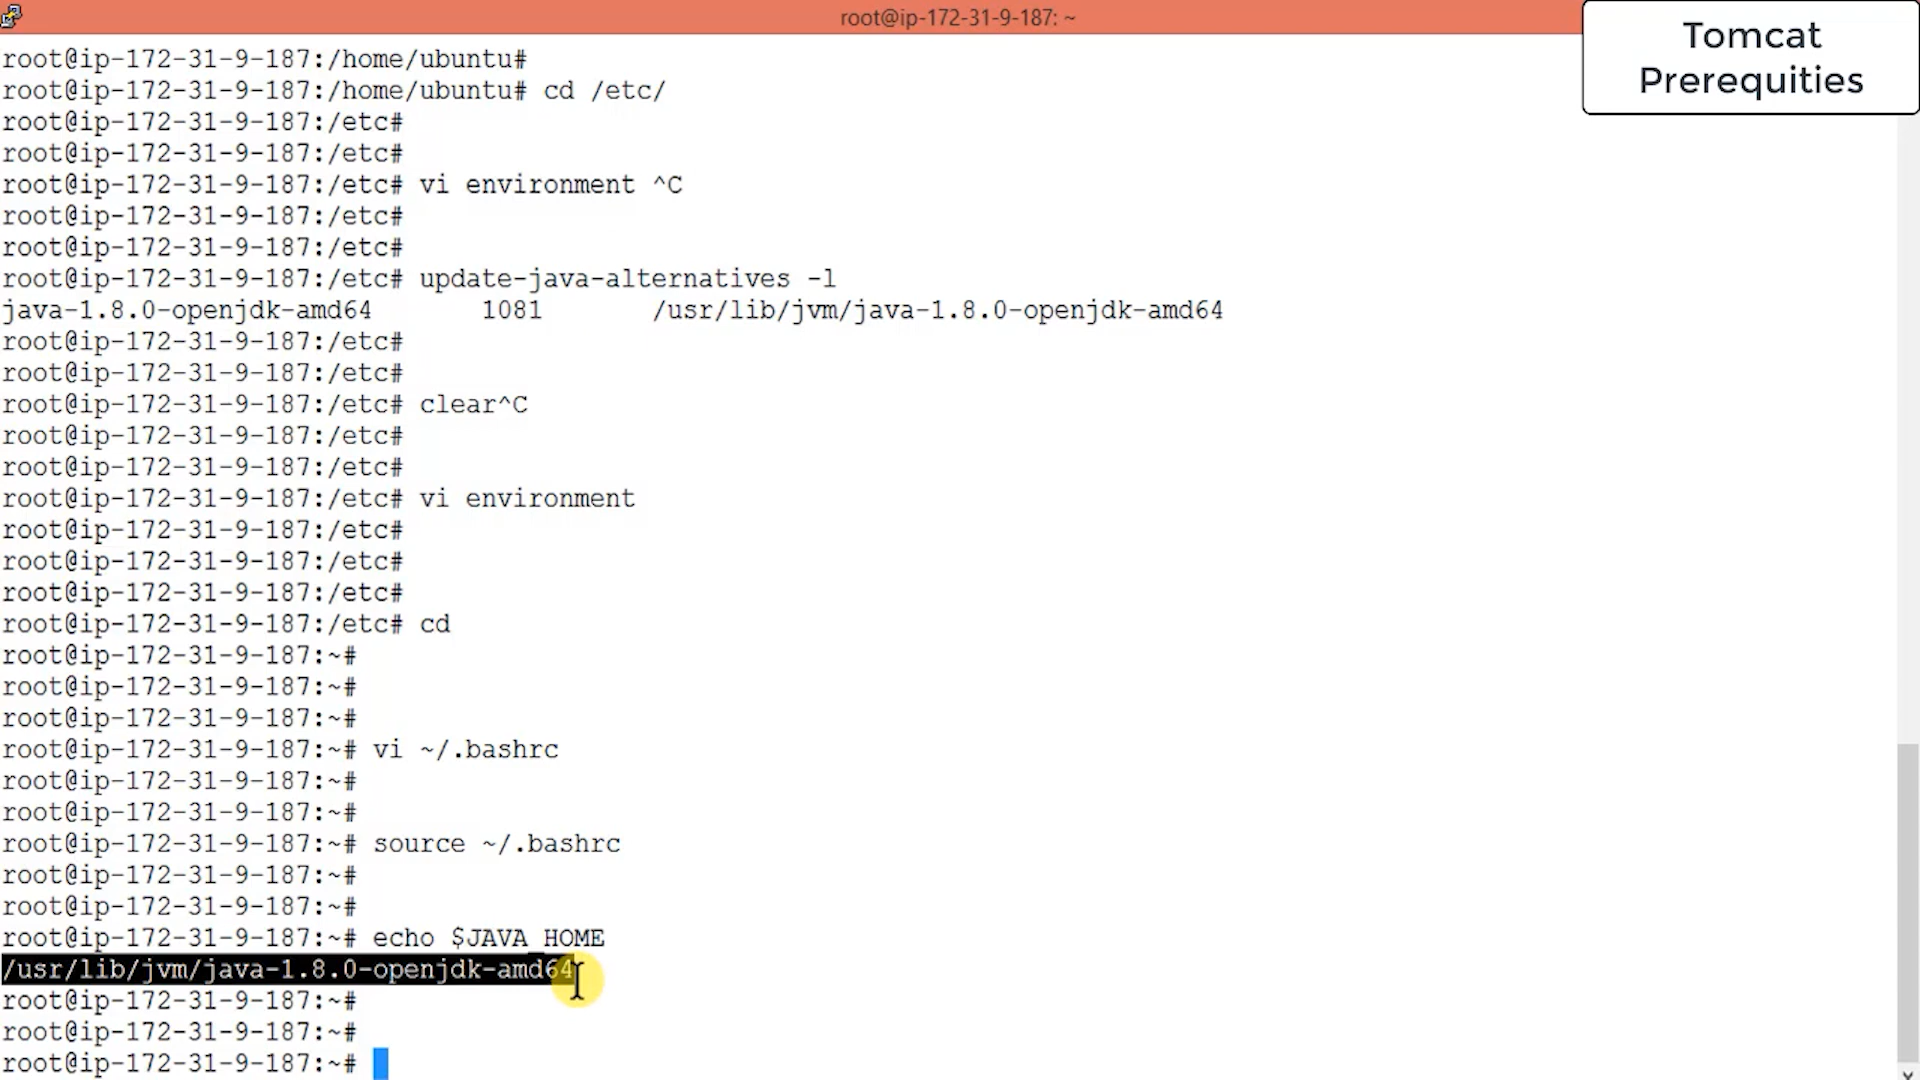 root@ip-172-31-9-187: ~
Tomcat
Prerequities
root@ip-172-31-9-187:/home/ubuntu#
root@ip-172-31-9-187:/home/ubuntu# cd /etc/
root@ip-172-31-9-187:/etc#
root@ip-172-31-9-187:/etc#
root@ip-172-31-9-187:/etc# vi environment ^C
root@ip-172-31-9-187:/etc#
root@ip-172-31-9-187:/etc#
root@ip-172-31-9-187:/etc# update-java-alternatives -l
java-1.8.0-openjdk-amd64 1081 /usr/lib/jvm/java-1.8.0-openjdk-amd64
root@ip-172-31-9-187:/etc#
root@ip-172-31-9-187:/etc#
root@ip-172-31-9-187:/etc# clear^C
root@ip-172-31-9-187:/etc#
root@ip-172-31-9-187:/etc#
root@ip-172-31-9-187:/etc# vi environment
root@ip-172-31-9-187:/etc#
root@ip-172-31-9-187:/etc#
root@ip-172-31-9-187:/etc#
root@ip-172-31-9-187:/etc# cd
root@ip-172-31-9-187:~#
root@ip-172-31-9-187:~#
root@ip-172-31-9-187:~#
root@ip-172-31-9-187:~# vi ~/.bashrc
root@ip-172-31-9-187:~#
root@ip-172-31-9-187:~#
root@ip-172-31-9-187:~# source ~/.bashrc
root@ip-172-31-9-187:~#
root@ip-172-31-9-187:~#
root@ip-172-31-9-187:~# echo $JAVA_HOME
/usr/lib/jvm/java-1.8.0-openjdk-amd64
root@ip-172-31-9-187:~#
root@ip-172-31-9-187:~#
root@ip-172-31-9-187:~#